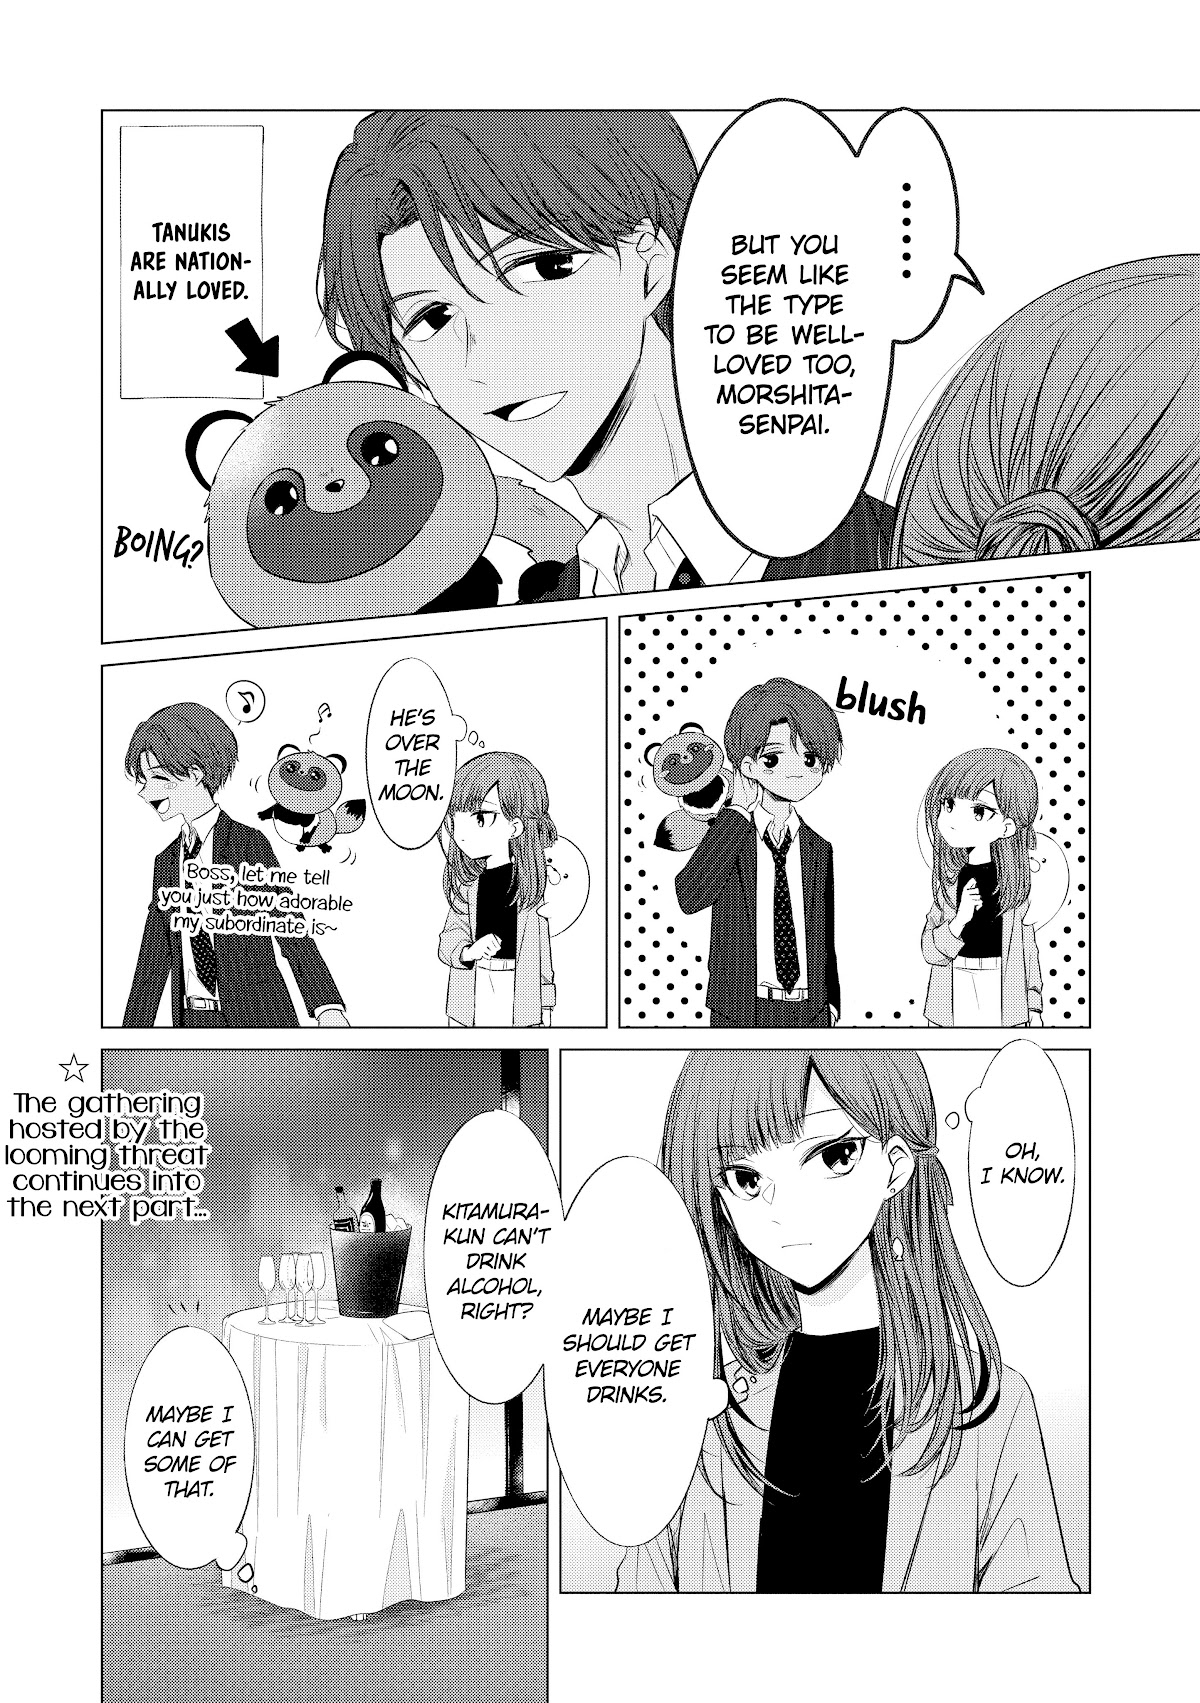 .....
BUT YOU
SEEM LIKE
THE TYPE
TO BE WELL-
LOVED TOO,
MORSHITA-
SENPAI.
TANUKIS
ARE NATION-
ALLY LOVED.
BOING?
blush
HE'S
OVER
THE
MOON.
Boss, let me tell
you just how adorable
my subordinate is~
OH,
I KNOW.
MAYBE I
SHOULD GET
EVERYONE
DRINKS.
KITAMURA-
KUN CAN'T
DRINK
ALCOHOL,
RIGHT?
MAYBE I
CAN GET
SOME OF
THAT.
☆
The gathering
hosted by the
looming threat
continues into
the next part...